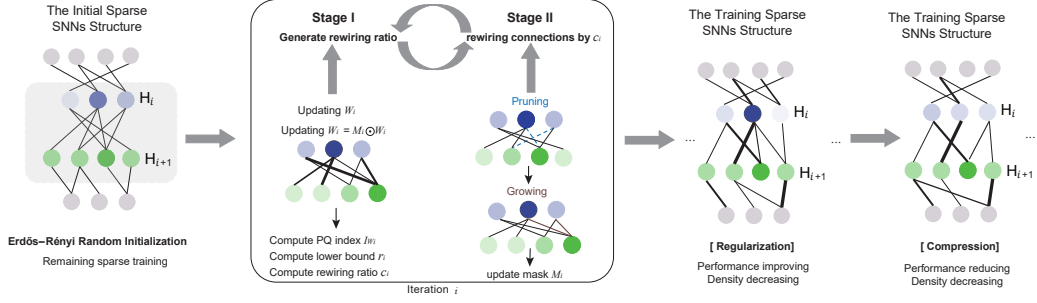 The Initial Sparse
SNNs Structure
H𝑖
H𝑖+1
Erdős–Rényi Random Initialization
Remaining sparse training
Stage I
Generate rewiring ratio
Updating W𝑖
Updating W𝑖 = M𝑖⊙W𝑖
Compute PQ index I_W𝑖
Compute lower bound r𝑖
Compute rewiring ratio c𝑖
Stage II
rewiring connections by c𝑖
Pruning
Growing
update mask M𝑖
Iteration 𝑖
The Training Sparse
SNNs Structure
...
H𝑖
H𝑖+1
[ Regularization]
Performance improving
Density decreasing
...
The Training Sparse
SNNs Structure
H𝑖
H𝑖+1
...
[ Compression]
Performance reducing
Density decreasing